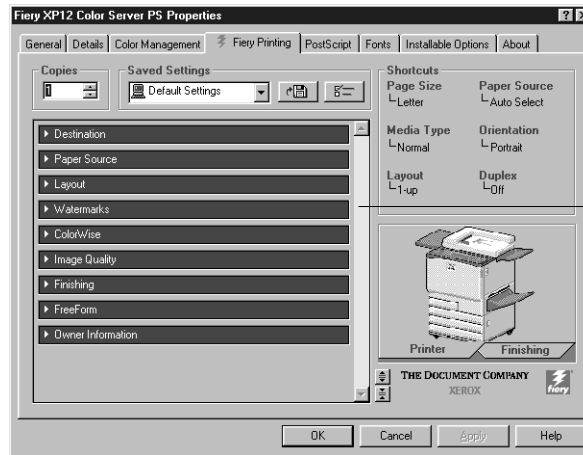 Fiery XP12 Color Server PS Properties
General Details Color Management Fiery Printing PostScript Fonts Installable Options About
Copies
1
Saved Settings
Default Settings
Shortcuts
Page Size
Letter
Paper Source
Auto Select
Media Type
Normal
Orientation
Portrait
Layout
1-up
Duplex
Off
Destination
Paper Source
Layout
Watermarks
ColorWise
Image Quality
Finishing
FreeForm
Owner Information
Printer
Finishing
THE DOCUMENT COMPANY
XEROX
fiery
OK Cancel Apply Help